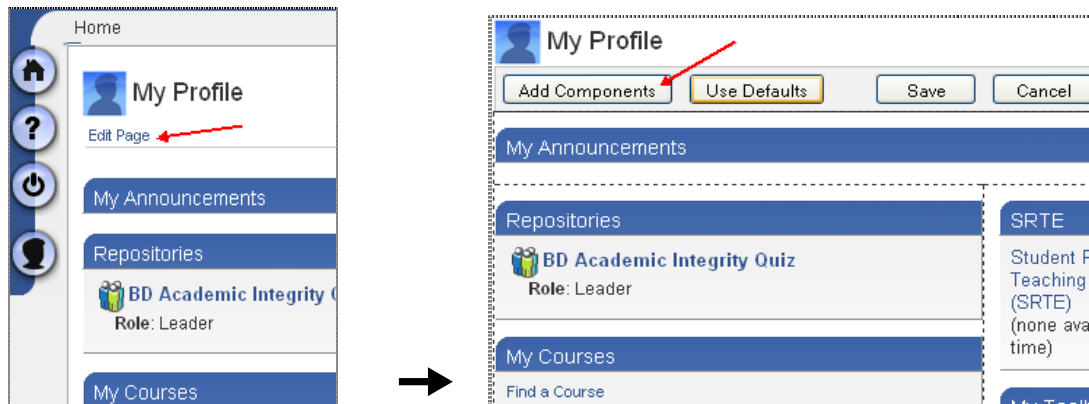 Home
My Profile
Edit Page
My Announcements
Repositories
BD Academic Integrity
Role: Leader
My Courses
My Profile
Add Components Use Defaults Save Cancel
My Announcements
Repositories
BD Academic Integrity Quiz
Role: Leader
My Courses
Find a Course
SRTE
Student
Teaching
(SRTE)
(none
time)
My